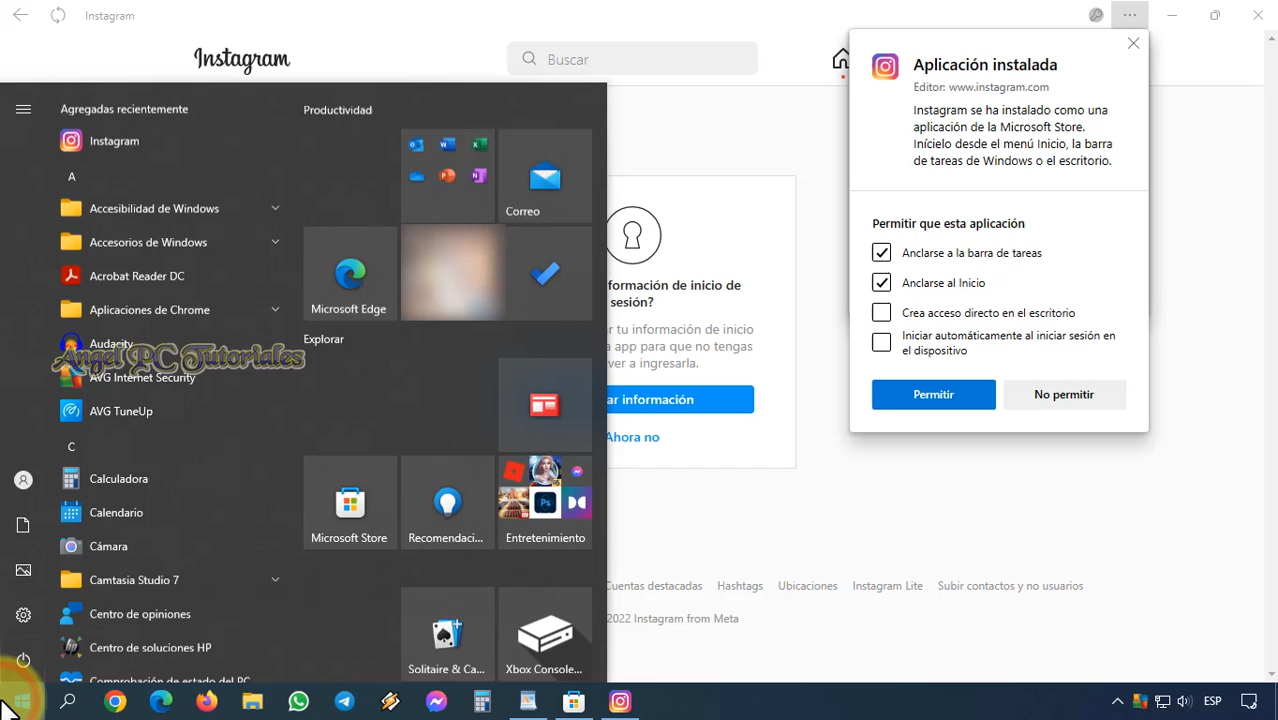 Instagram
Instagram
Buscar
Agregadas recientemente
Instagram
A
Accesibilidad de Windows
Accesorios de Windows
Acrobat Reader DC
Aplicaciones de Chrome
Audacity
Angel PC Tutoriales
AVG Internet Security
AVG TuneUp
C
Calculadora
Calendario
Cámara
Camtasia Studio 7
Centro de opiniones
Centro de soluciones HP
Comprobación de estado del PC
Productividad
Correo
Microsoft Edge
Explorar
Microsoft Store
Recomendaci...
Entretenimiento
Ps
Solitaire & Ca...
Xbox Console...
formación de inicio de
sesión?
tu información de inicio
app para que no tengas
ver a ingresarla.
ar información
Ahora no
Cuentas destacadas
Hashtags
Ubicaciones
Instagram Lite
Subir contactos y no usuarios
2022 Instagram from Meta
Aplicación instalada
Editor: www.instagram.com
Instagram se ha instalado como una
aplicación de la Microsoft Store.
Inícielo desde el menú Inicio, la barra
de tareas de Windows o el escritorio.
Permitir que esta aplicación
Anclarse a la barra de tareas
Anclarse al Inicio
Crea acceso directo en el escritorio
Iniciar automáticamente al iniciar sesión en
el dispositivo
Permitir
No permitir
ESP